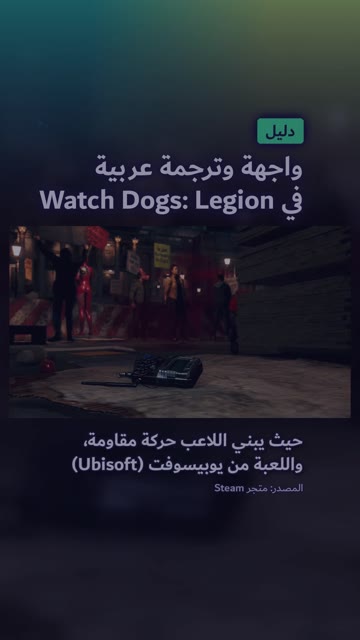 دليل
واجهة وترجمة عربية
في Watch Dogs: Legion
حيث يبني اللاعب حركة مقاومة،
واللعبة من يوبيسوفت (Ubisoft)
المصدر: متجر Steam